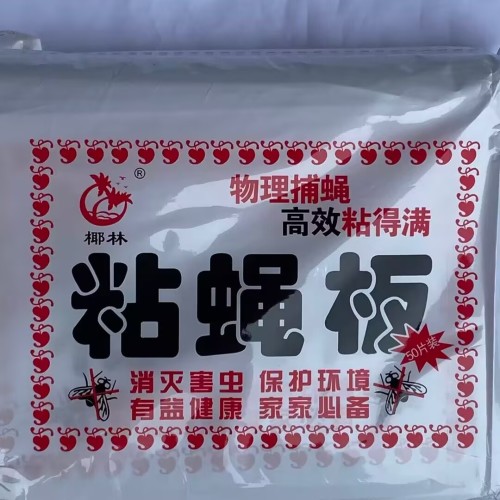 ®
物理捕蝇
高效粘得满
椰林
粘蝇板
50片装
消灭害虫 保护环境
有益健康 家家必备